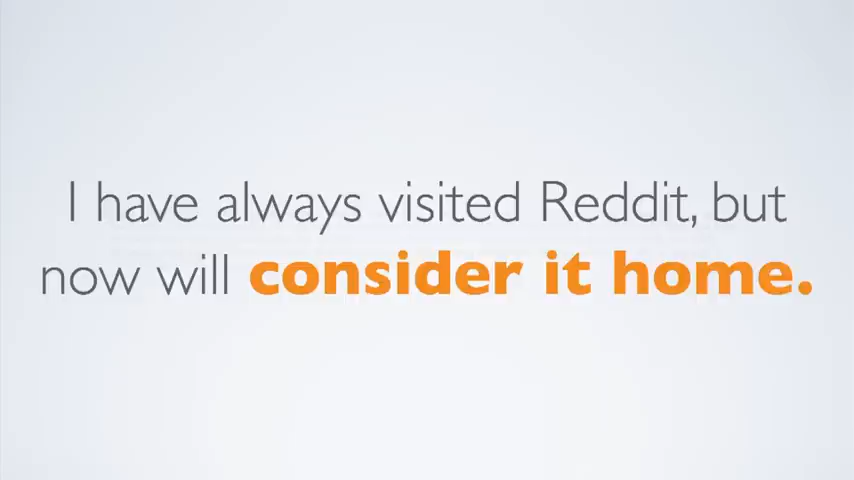 I have always visited Reddit, but
now will consider it home.